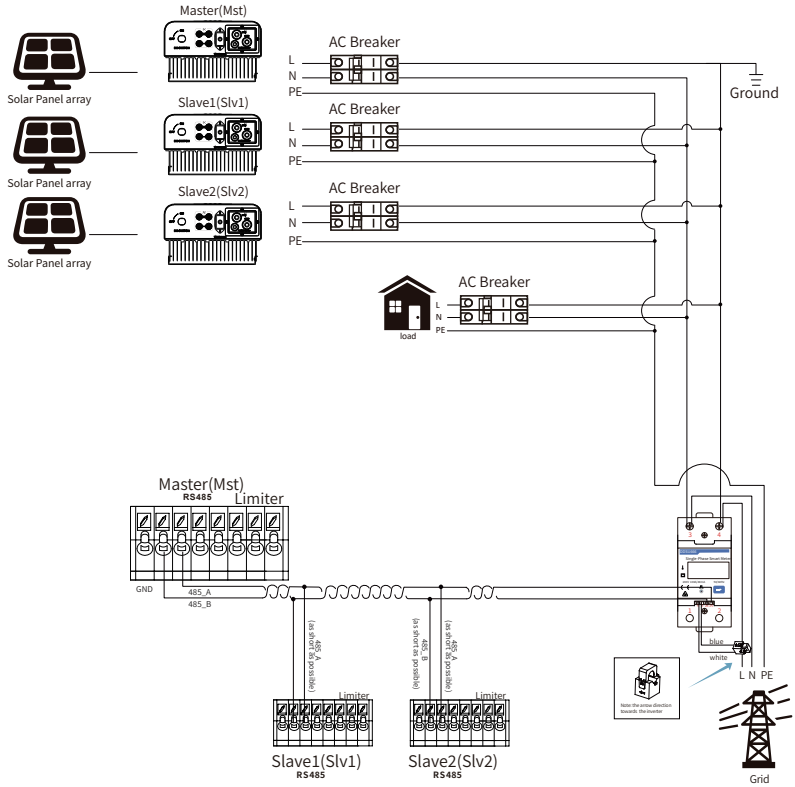 Master(Mst)
Solar Panel array
AC Breaker
L
N
PE
Ground
Slave1(Slv1)
Solar Panel array
AC Breaker
L
N
PE
Slave2(Slv2)
Solar Panel array
AC Breaker
L
N
PE
AC Breaker
L
N
PE
load
Master(Mst)
RS485
Limiter
GND
485_A
485_B
485_A
(as short as possible)
Limiter
Slave1(Slv1)
RS485
485_B
(as short as possible)
485_A
(as short as possible)
Limiter
Slave2(Slv2)
RS485
3
4
Single-Phase Smart Meter
1
2
blue
white
L N PE
Note: the arrow direction
towards the inverter
Grid